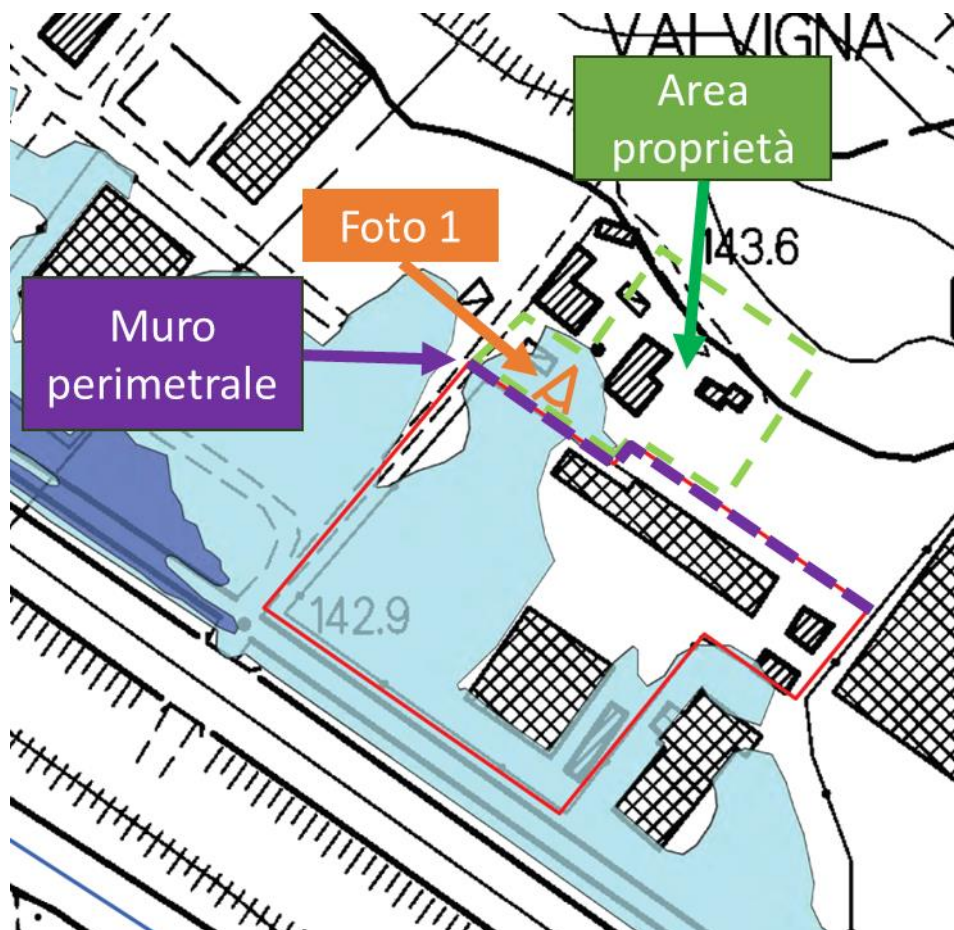 VALVIGNA
Area
proprietà
Foto 1
143.6
Muro
perimetrale
A
142.9